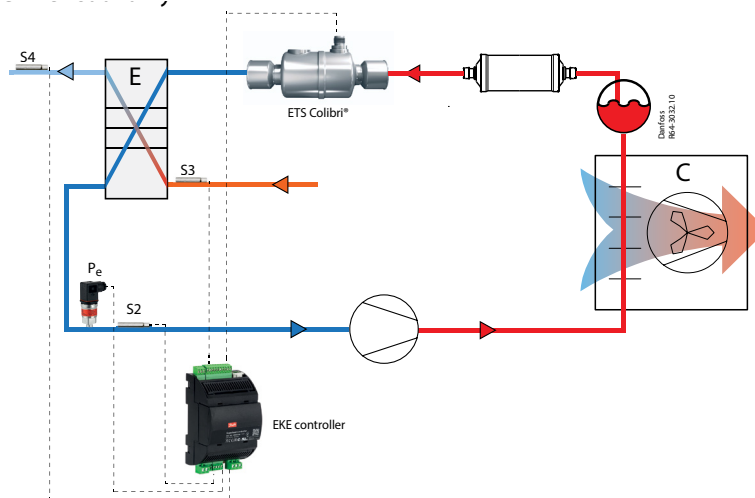 S4
E
ETS Colibri®
Danfoss
R64-3032.10
S3
C
Pe
S2
EKE controller